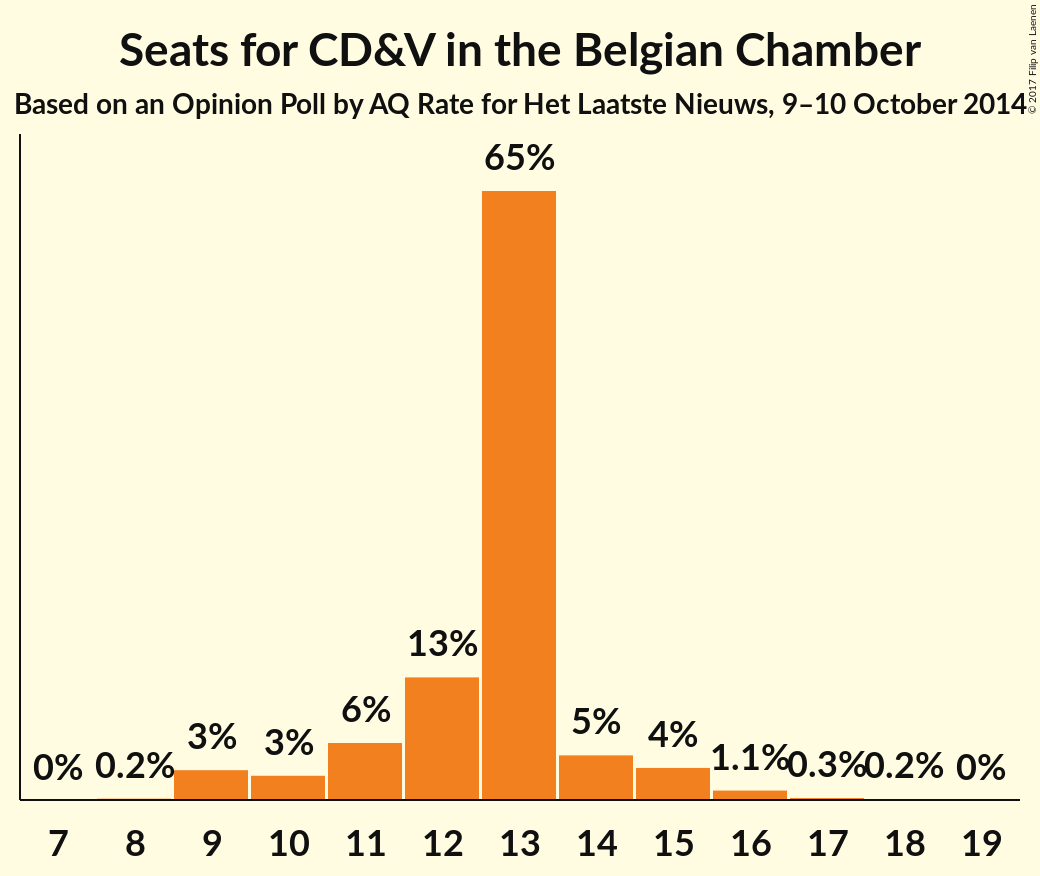 Seats for CD&V in the Belgian Chamber
Based on an Opinion Poll by AQ Rate for Het Laatste Nieuws, 9–10 October 2014
© 2017 Filip van Laenen
65%
13%
6%
5%
4%
3%
3%
1.1%
0% 0.2% 0.3% 0.2% 0%
7 8 9 10 11 12 13 14 15 16 17 18 19